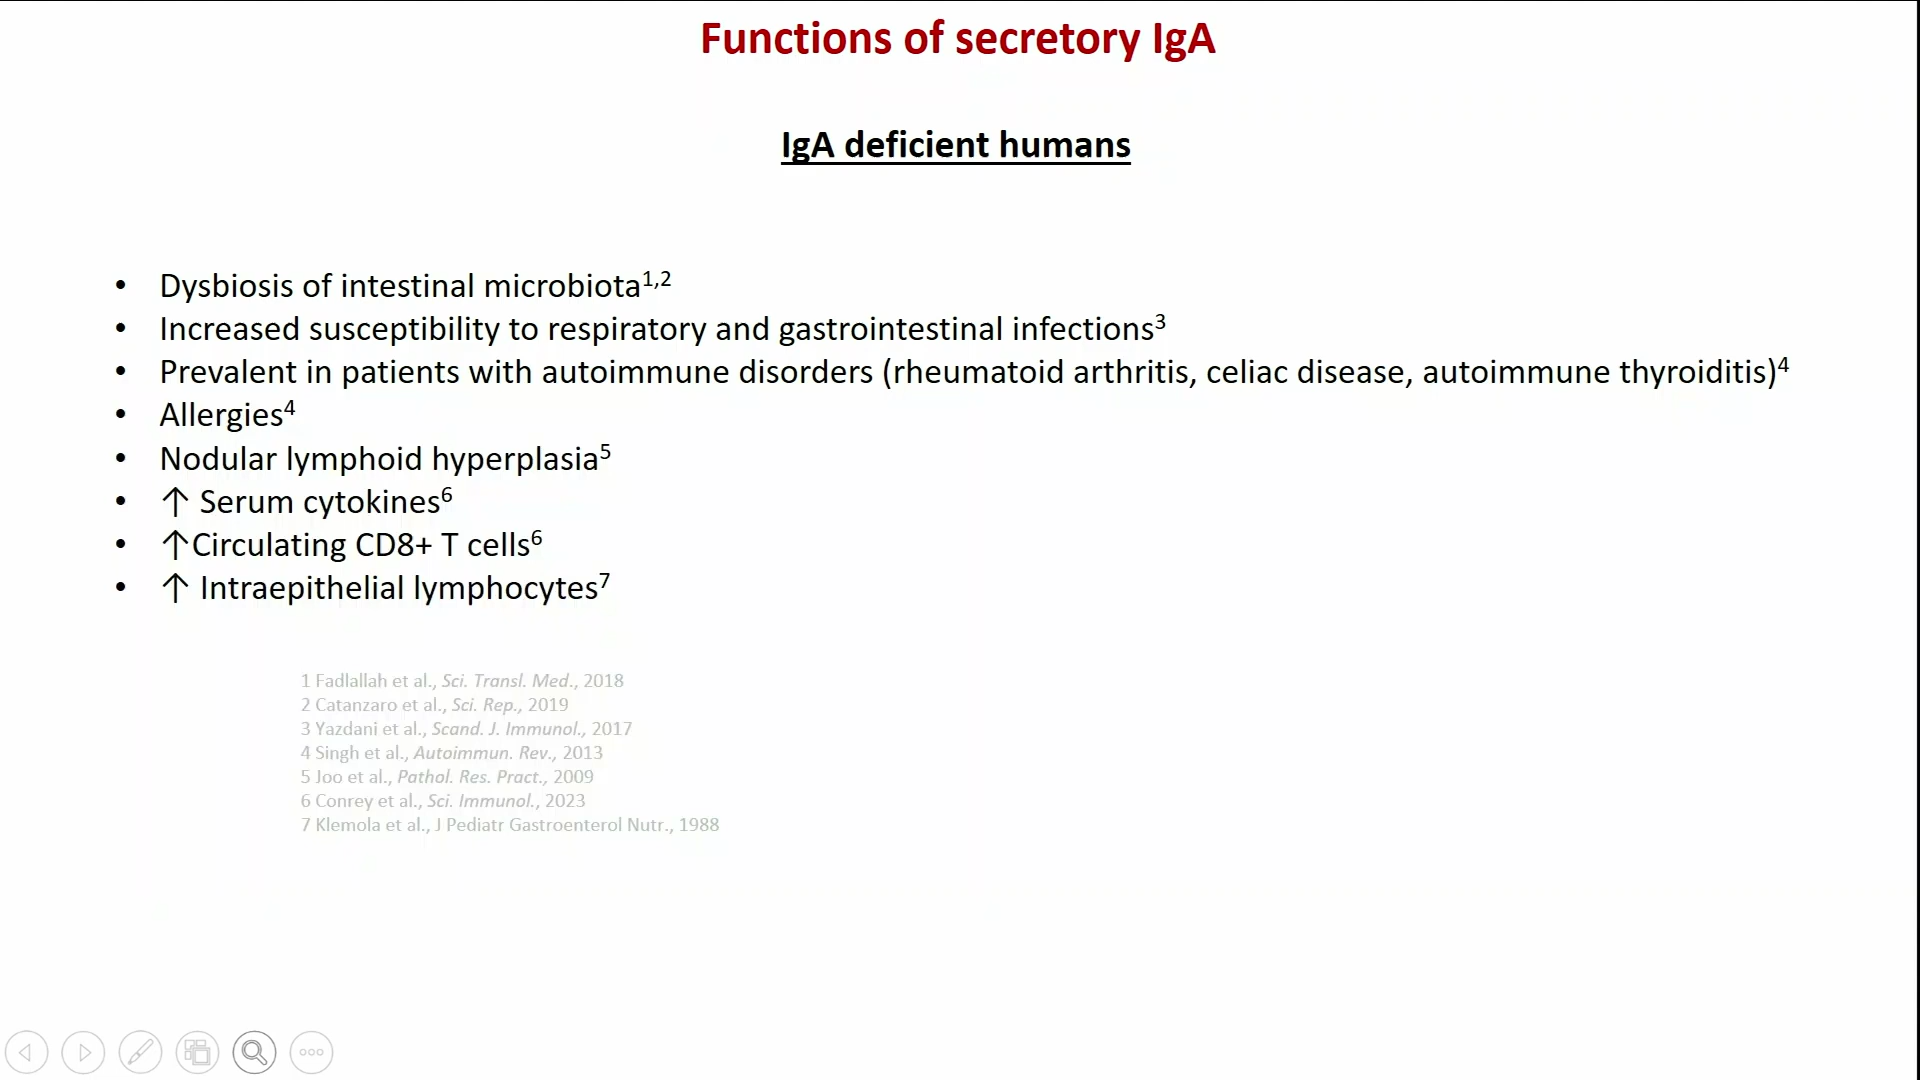 Functions of secretory IgA
IgA deficient humans
• Dysbiosis of intestinal microbiota1,2
• Increased susceptibility to respiratory and gastrointestinal infections3
• Prevalent in patients with autoimmune disorders (rheumatoid arthritis, celiac disease, autoimmune thyroiditis)4
• Allergies4
• Nodular lymphoid hyperplasia5
• ↑ Serum cytokines6
• ↑Circulating CD8+ T cells6
• ↑ Intraepithelial lymphocytes7
1 Fadlallah et al., Sci. Transl. Med., 2018
2 Catanzaro et al., Sci. Rep., 2019
3 Yazdani et al., Scand. J. Immunol., 2017
4 Singh et al., Autoimmun. Rev., 2013
5 Joo et al., Pathol. Res. Pract., 2009
6 Conrey et al., Sci. Immunol., 2023
7 Klemola et al., J Pediatr Gastroenterol Nutr., 1988